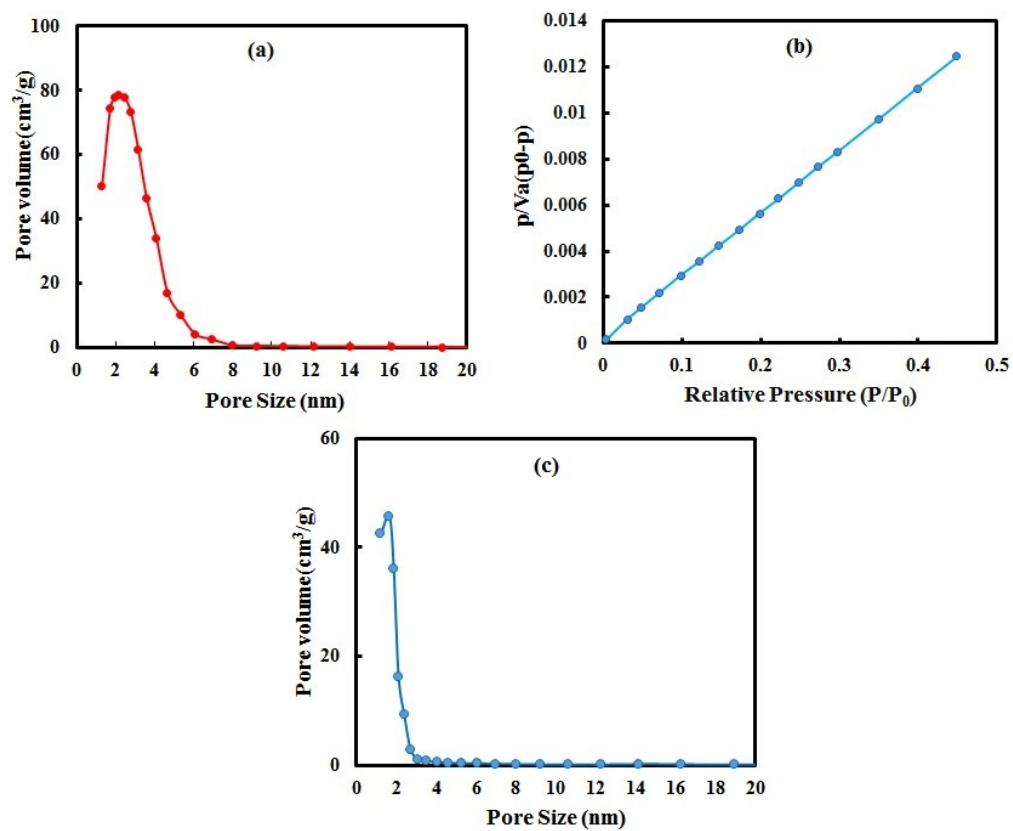 (a)
Pore volume(cm³/g)
100
80
60
40
20
0
0 2 4 6 8 10 12 14 16 18 20
Pore Size (nm)
(b)
p/Va(p0-p)
0.014
0.012
0.01
0.008
0.006
0.004
0.002
0
0 0.1 0.2 0.3 0.4 0.5
Relative Pressure (P/P₀)
(c)
Pore volume(cm³/g)
60
40
20
0
0 2 4 6 8 10 12 14 16 18 20
Pore Size (nm)